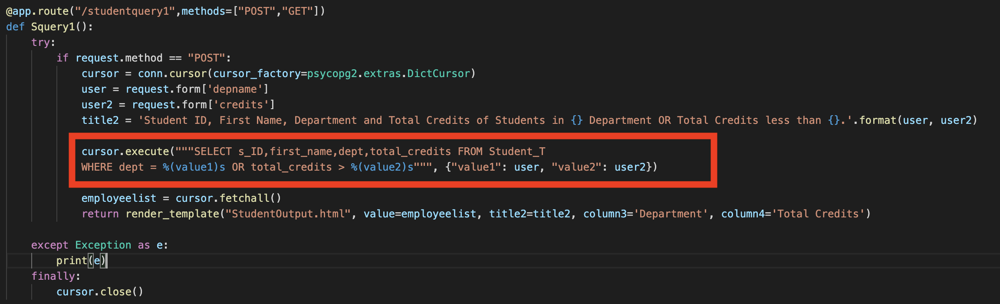 @app.route("/studentquery1",methods=["POST","GET"])
def Squery1():
    try:
        if request.method == "POST":
            cursor = conn.cursor(cursor_factory=psycopg2.extras.DictCursor)
            user = request.form['depname']
            user2 = request.form['credits']
            title2 = 'Student ID, First Name, Department and Total Credits of Students in {} Department OR Total Credits less than {}.'.format(user, user2)
            cursor.execute("""SELECT s_ID,first_name,dept,total_credits FROM Student_T
            WHERE dept = %(value1)s OR total_credits > %(value2)s""", {"value1": user, "value2": user2})
            employeelist = cursor.fetchall()
            return render_template("StudentOutput.html", value=employeelist, title2=title2, column3='Department', column4='Total Credits')
    except Exception as e:
        print(e)
    finally:
        cursor.close()